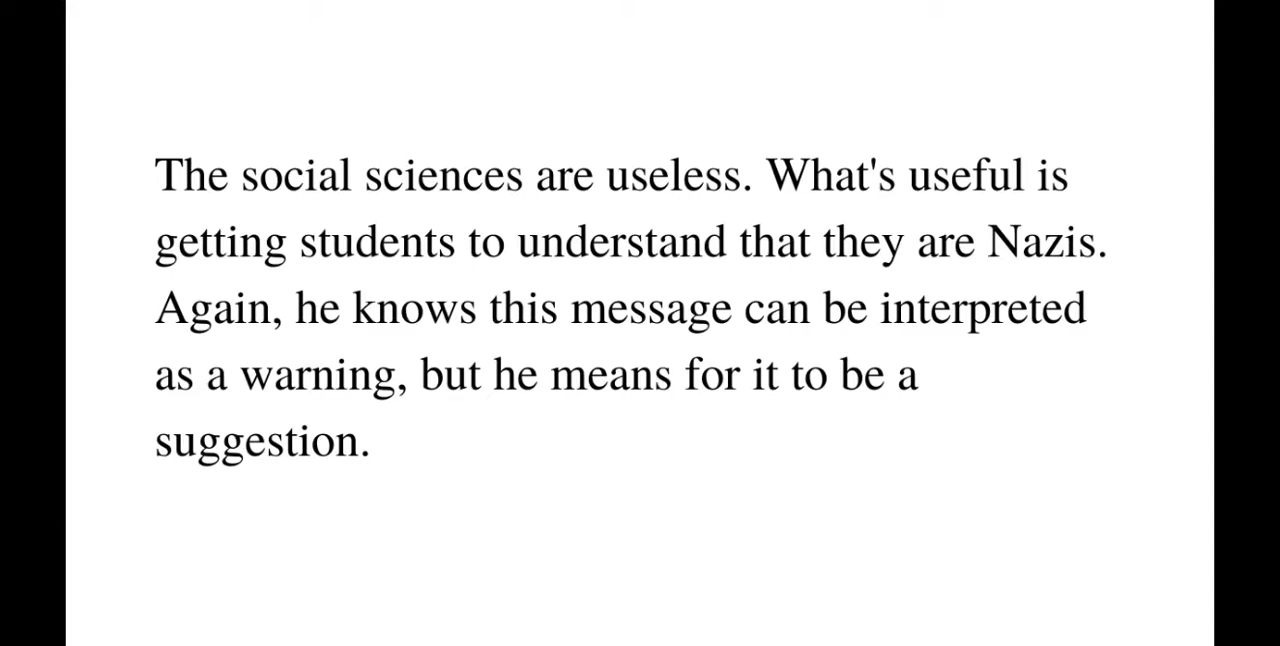 The social sciences are useless. What's useful is
getting students to understand that they are Nazis.
Again, he knows this message can be interpreted
as a warning, but he means for it to be a
suggestion.